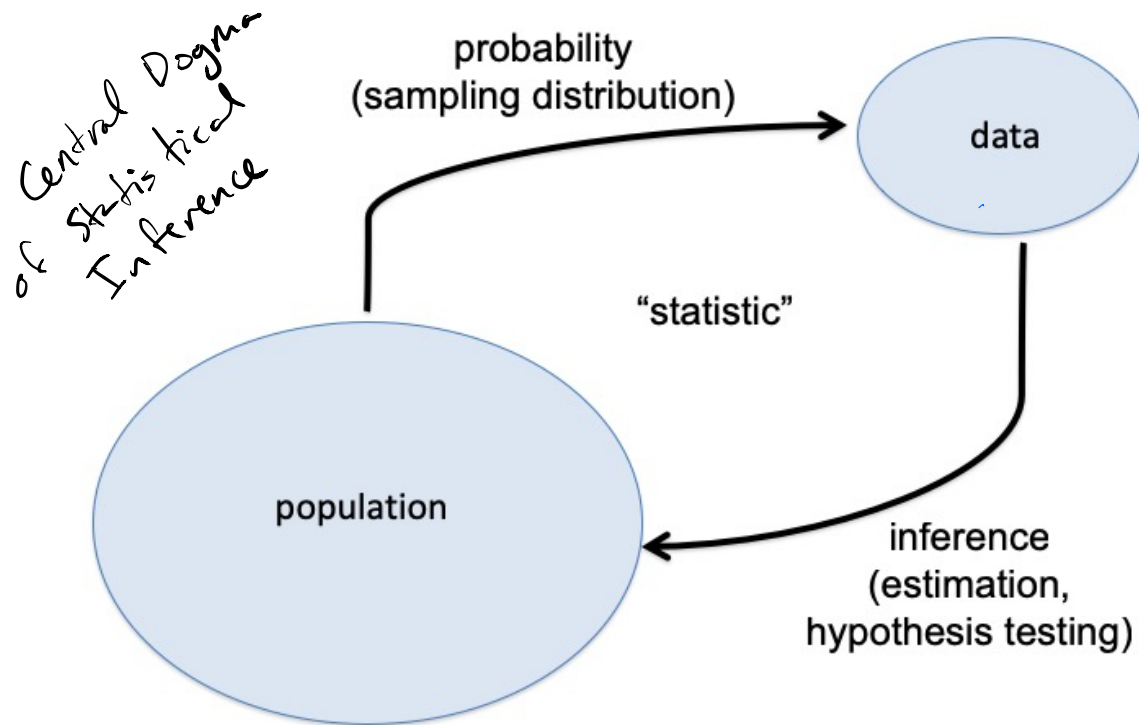 Central Dogma
of Statistical
Inference
probability
(sampling distribution)
data
“statistic”
population
inference
(estimation,
hypothesis testing)